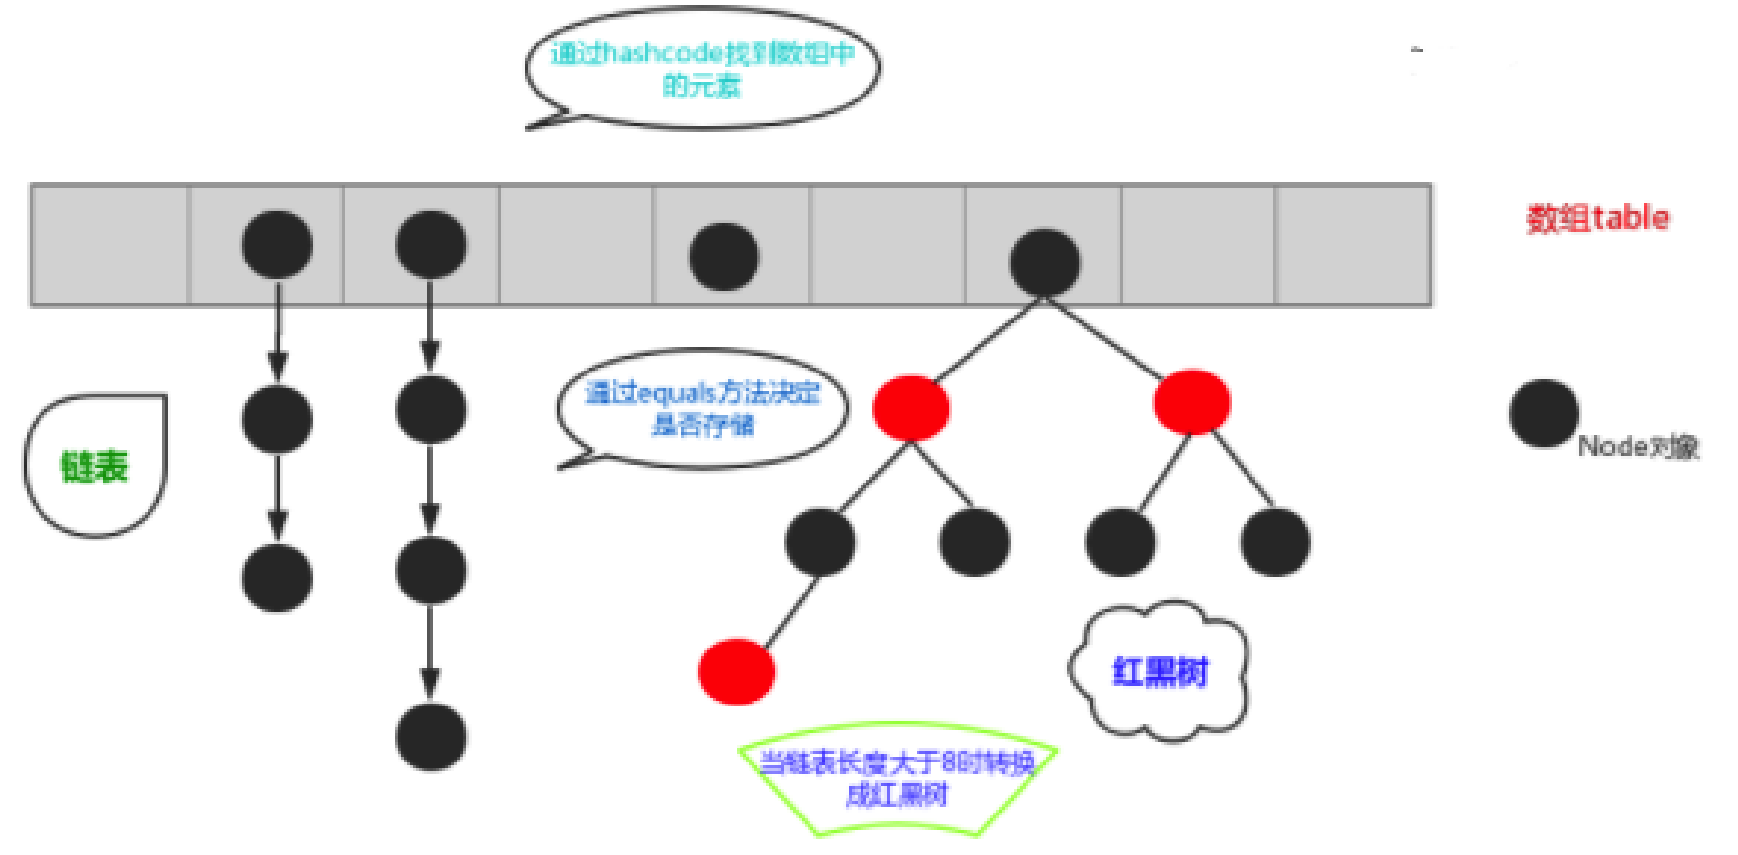 通过hashcode找到数组中
的元素
数组table
通过equals方法决定
是否存储
链表
Node对象
红黑树
当链表长度大于8时转换
成红黑树